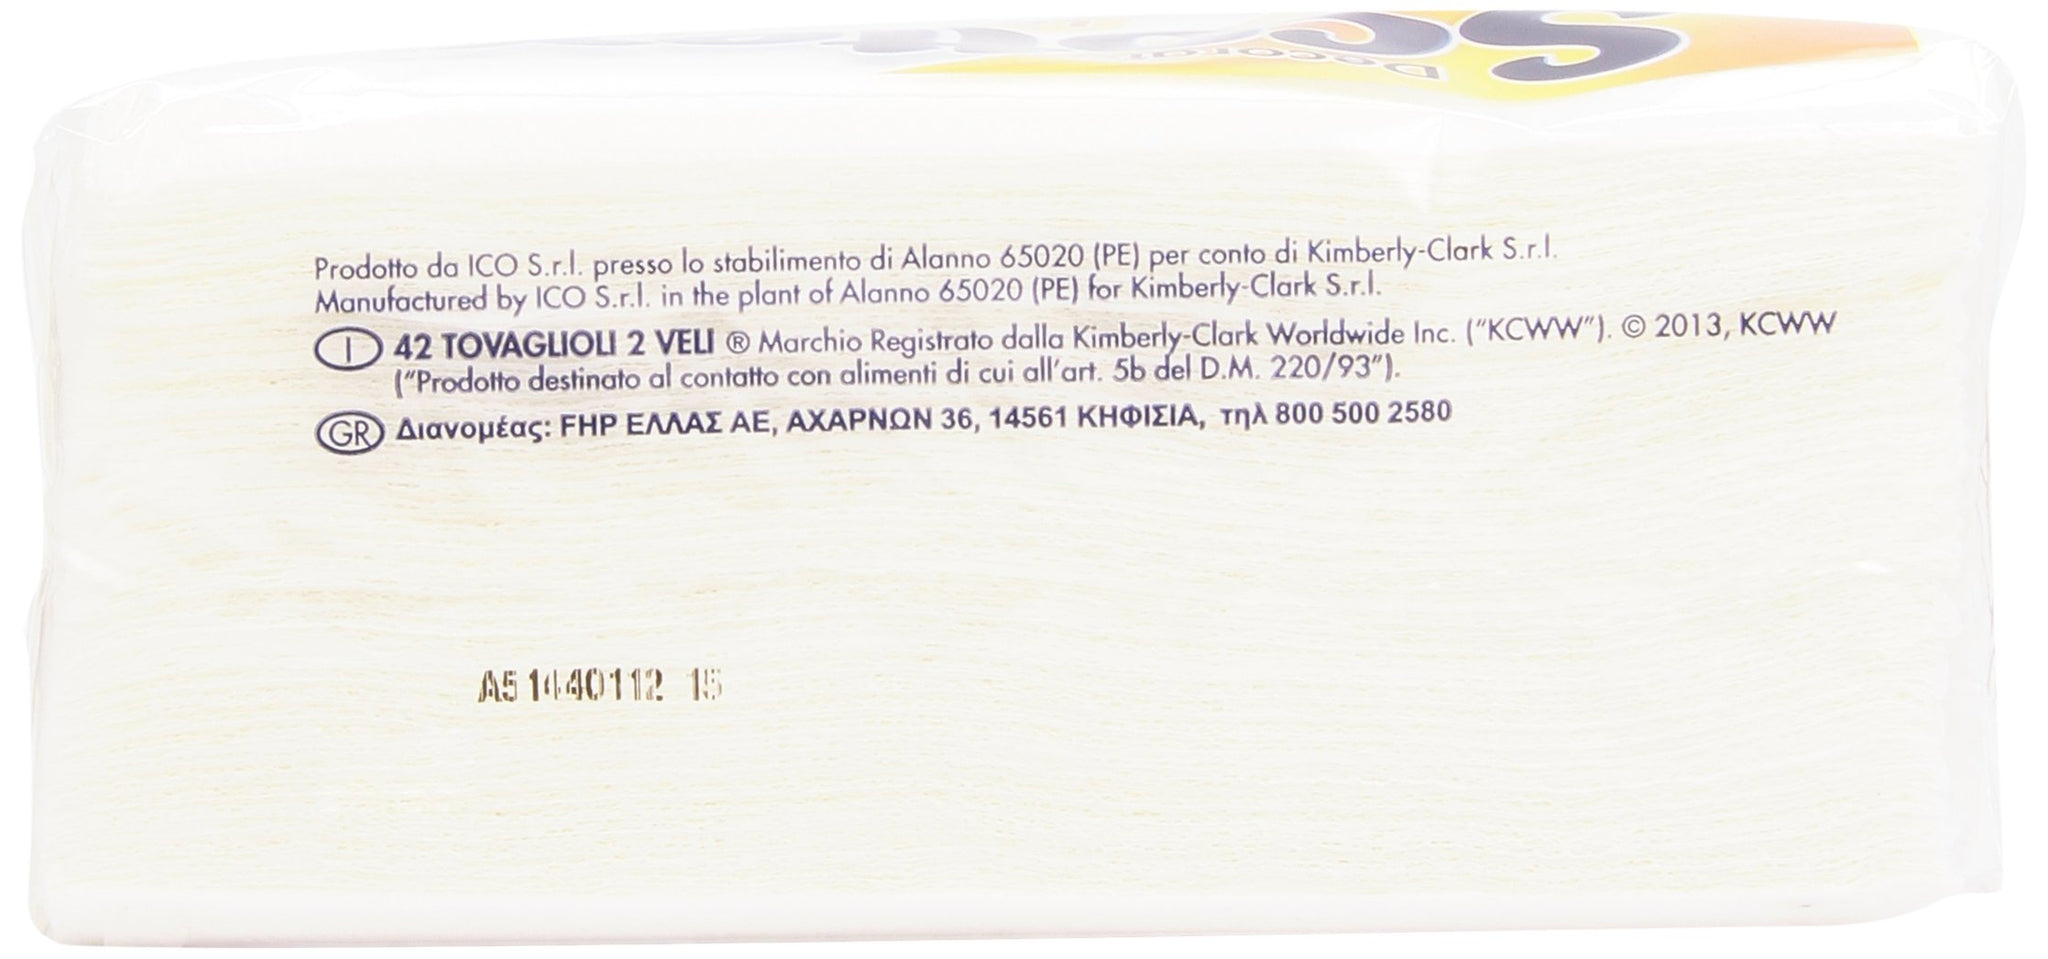 Prodotto da ICO S.r.l. presso lo stabilimento di Alanno 65020 (PE) per conto di Kimberly-Clark S.r.l.
Manufactured by ICO S.r.l. in the plant of Alanno 65020 (PE) for Kimberly-Clark S.r.l.
I 42 TOVAGLIOLI 2 VELI ® Marchio Registrato dalla Kimberly-Clark Worldwide Inc. ("KCWW"). © 2013, KCWW
("Prodotto destinato al contatto con alimenti di cui all'art. 5b del D.M. 220/93").
GR Διανομέας: FHP ΕΛΛΑΣ ΑΕ, ΑΧΑΡΝΩΝ 36, 14561 ΚΗΦΙΣΙΑ, τηλ 800 500 2580
A5 1440112 15